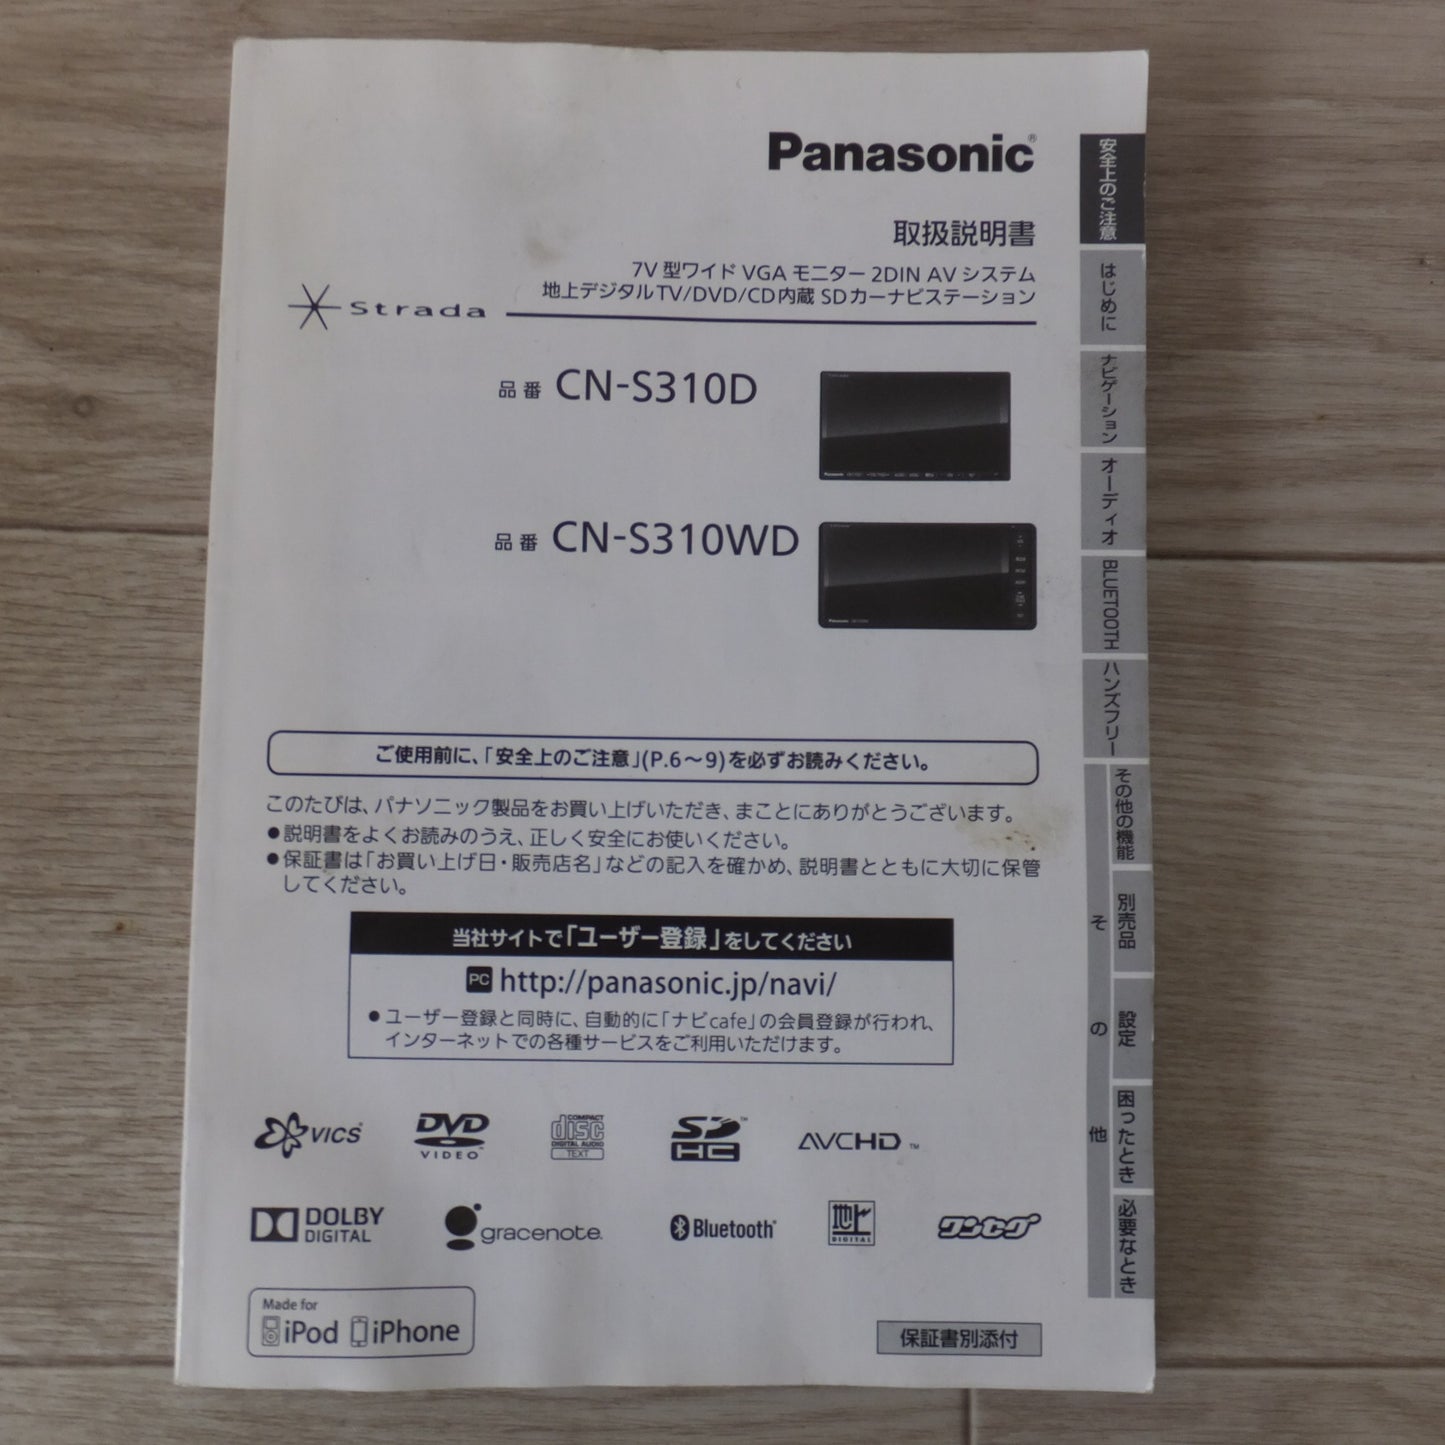 Panasonic®
取扱説明書
7V 型ワイド VGA モニター 2DIN AV システム
地上デジタルTV/DVD/CD内蔵 SDカーナビステーション
Strada
品番 CN-S310D
Panasonic
品番 CN-S310WD
Panasonic
ご使用前に、「安全上のご注意」(P.6～9)を必ずお読みください。
このたびは、パナソニック製品をお買い上げいただき、まことにありがとうございます。
●説明書をよくお読みのうえ、正しく安全にお使いください。
●保証書は「お買い上げ日・販売店名」などの記入を確かめ、説明書とともに大切に保管
してください。
当社サイトで「ユーザー登録」をしてください
PC http://panasonic.jp/navi/
●ユーザー登録と同時に、自動的に「ナビcafe」の会員登録が行われ、
インターネットでの各種サービスをご利用いただけます。
VICS
DVD
VIDEO™
COMPACT
disc
DIGITAL AUDIO
TEXT
SD™
HC
AVCHD™
DOLBY
DIGITAL
gracenote.
Bluetooth®
地上
DIGITAL
ワンセグ
Made for
iPod iPhone
保証書別添付
安全上のご注意
はじめに
ナビゲーション
オーディオ
BLUETOOTH
ハンズフリー
その他
その他の機能
別売品
設定
困ったとき
必要なとき